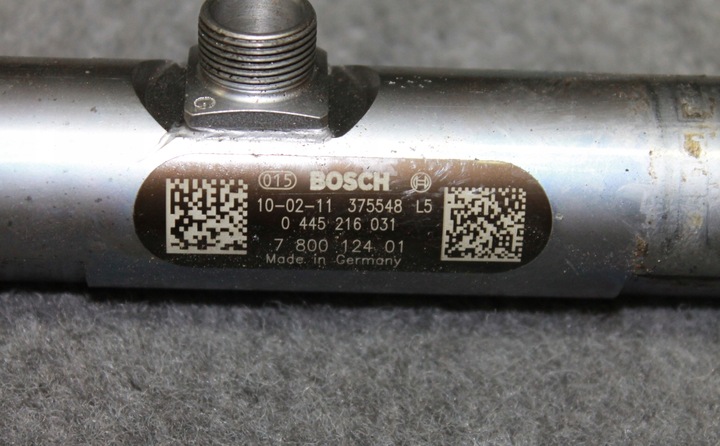 G
015 BOSCH
10-02-11 375548 L5
0 445 216 031
7 800 124 01
Made in Germany